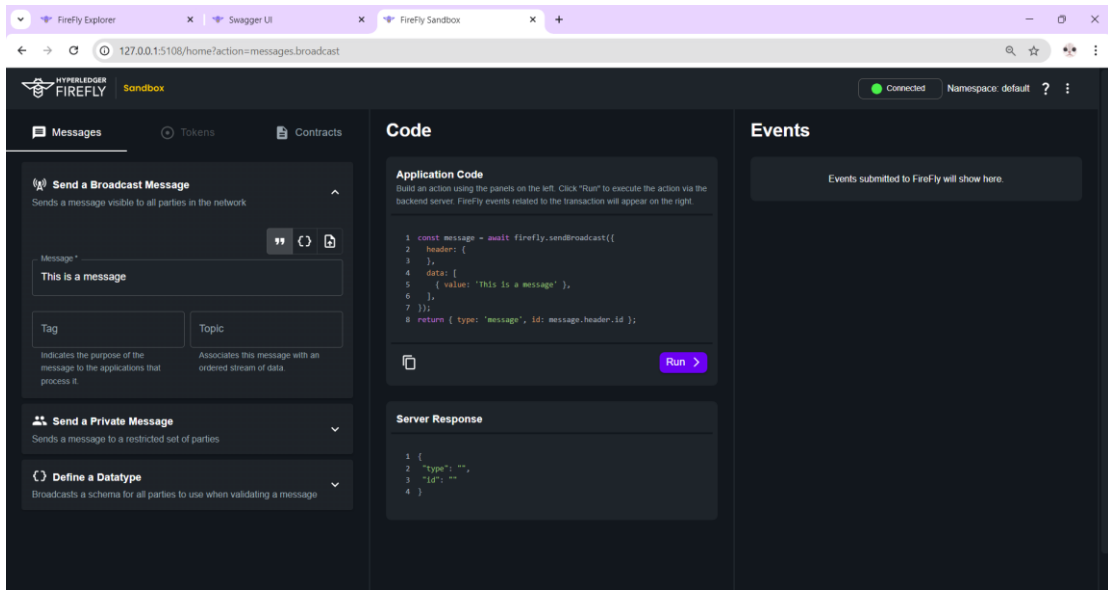 FireFly Explorer
Swagger UI
FireFly Sandbox
127.0.0.1:5108/home?action=messages.broadcast
HYPERLEDGER
FIREFLY
Sandbox
Connected
Namespace: default
?
Messages
Tokens
Contracts
Send a Broadcast Message
Sends a message visible to all parties in the network
Message *
This is a message
Tag
Topic
Indicates the purpose of the
message to the applications that
process it.
Associates this message with an
ordered stream of data.
Send a Private Message
Sends a message to a restricted set of parties
{} Define a Datatype
Broadcasts a schema for all parties to use when validating a message
Code
Application Code
Build an action using the panels on the left. Click "Run" to execute the action via the
backend server. FireFly events related to the transaction will appear on the right.
1 const message = await firefly.sendBroadcast({
2 header: {
3 },
4 data: [
5 { value: 'This is a message' },
6 ],
7 });
8 return { type: 'message', id: message.header.id };
Run
Server Response
1 {
2 "type": "",
3 "id": ""
4 }
Events
Events submitted to FireFly will show here.